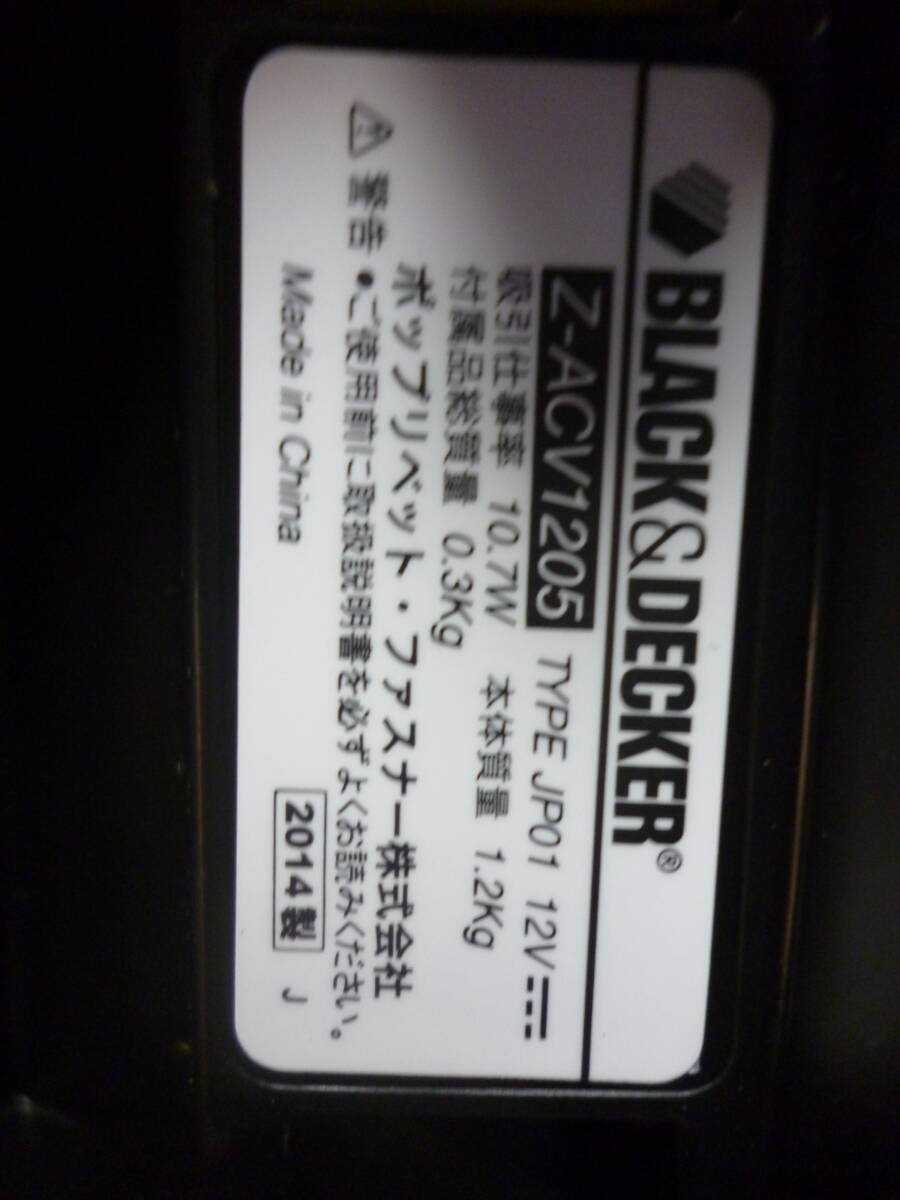 BLACK&DECKER®
Z-ACV1205 TYPE JP01 12V⎓
吸引仕事率 10.7W 本体質量 1.2Kg
付属品総質量 0.3Kg
ポップリベット・ファスナー株式会社
⚠ 警告 ●ご使用前に取扱説明書を必ずよくお読みください。
Made in China 2014製 J